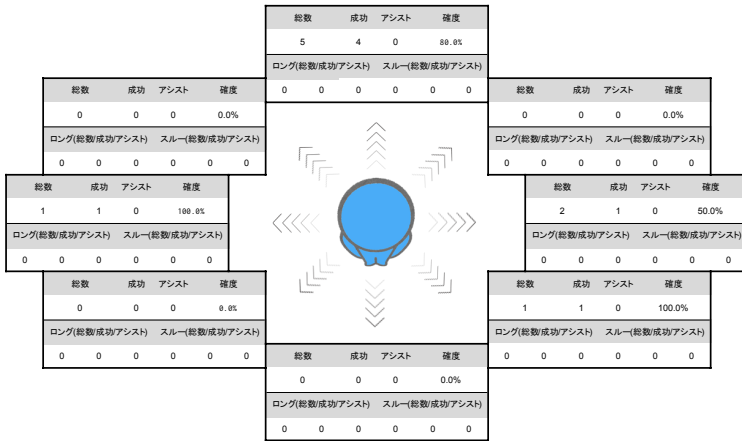 総数 成功 アシスト 確度
5 4 0 80.0%
ロング(総数/成功/アシスト) スルー(総数/成功/アシスト)
0 0 0 0 0 0
総数 成功 アシスト 確度
0 0 0 0.0%
ロング(総数/成功/アシスト) スルー(総数/成功/アシスト)
0 0 0 0 0 0
総数 成功 アシスト 確度
0 0 0 0.0%
ロング(総数/成功/アシスト) スルー(総数/成功/アシスト)
0 0 0 0 0 0
総数 成功 アシスト 確度
1 1 0 100.0%
ロング(総数/成功/アシスト) スルー(総数/成功/アシスト)
0 0 0 0 0 0
総数 成功 アシスト 確度
2 1 0 50.0%
ロング(総数/成功/アシスト) スルー(総数/成功/アシスト)
0 0 0 0 0 0
総数 成功 アシスト 確度
0 0 0 0.0%
ロング(総数/成功/アシスト) スルー(総数/成功/アシスト)
0 0 0 0 0 0
総数 成功 アシスト 確度
1 1 0 100.0%
ロング(総数/成功/アシスト) スルー(総数/成功/アシスト)
0 0 0 0 0 0
総数 成功 アシスト 確度
0 0 0 0.0%
ロング(総数/成功/アシスト) スルー(総数/成功/アシスト)
0 0 0 0 0 0